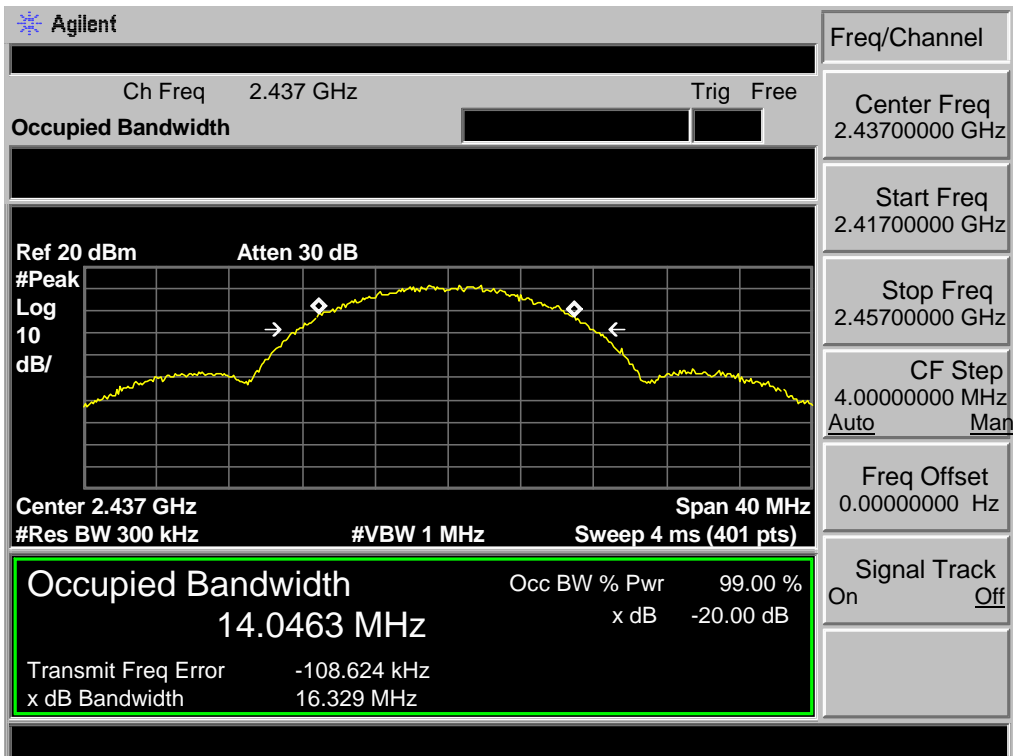 Agilent
Freq/Channel
Ch Freq 2.437 GHz Trig Free
Occupied Bandwidth
Center Freq
2.43700000 GHz
Start Freq
2.41700000 GHz
Stop Freq
2.45700000 GHz
CF Step
4.00000000 MHz
Auto Man
Freq Offset
0.00000000 Hz
Signal Track
On Off
Ref 20 dBm Atten 30 dB
#Peak
Log
10
dB/
Center 2.437 GHz Span 40 MHz
#Res BW 300 kHz #VBW 1 MHz Sweep 4 ms (401 pts)
Occupied Bandwidth Occ BW % Pwr 99.00 %
14.0463 MHz x dB -20.00 dB
Transmit Freq Error -108.624 kHz
x dB Bandwidth 16.329 MHz